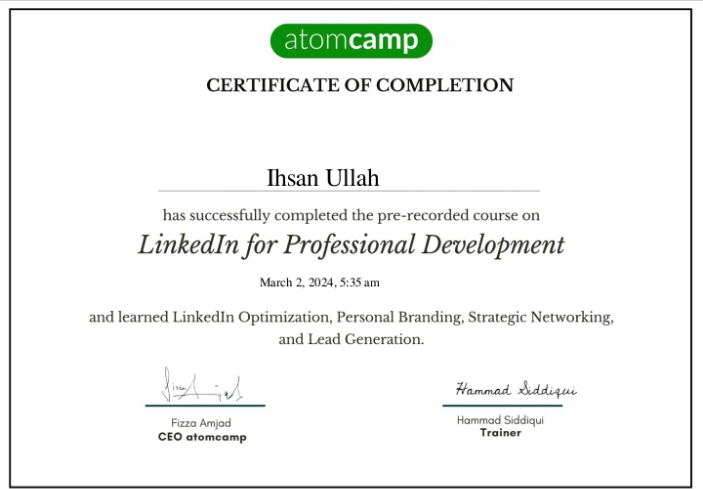 atomcamp
CERTIFICATE OF COMPLETION
Ihsan Ullah
has successfully completed the pre-recorded course on
LinkedIn for Professional Development
March 2, 2024, 5:35 am
and learned LinkedIn Optimization, Personal Branding, Strategic Networking,
and Lead Generation.
Hammad Siddiqui
Fizza Amjad
CEO atomcamp
Hammad Siddiqui
Trainer